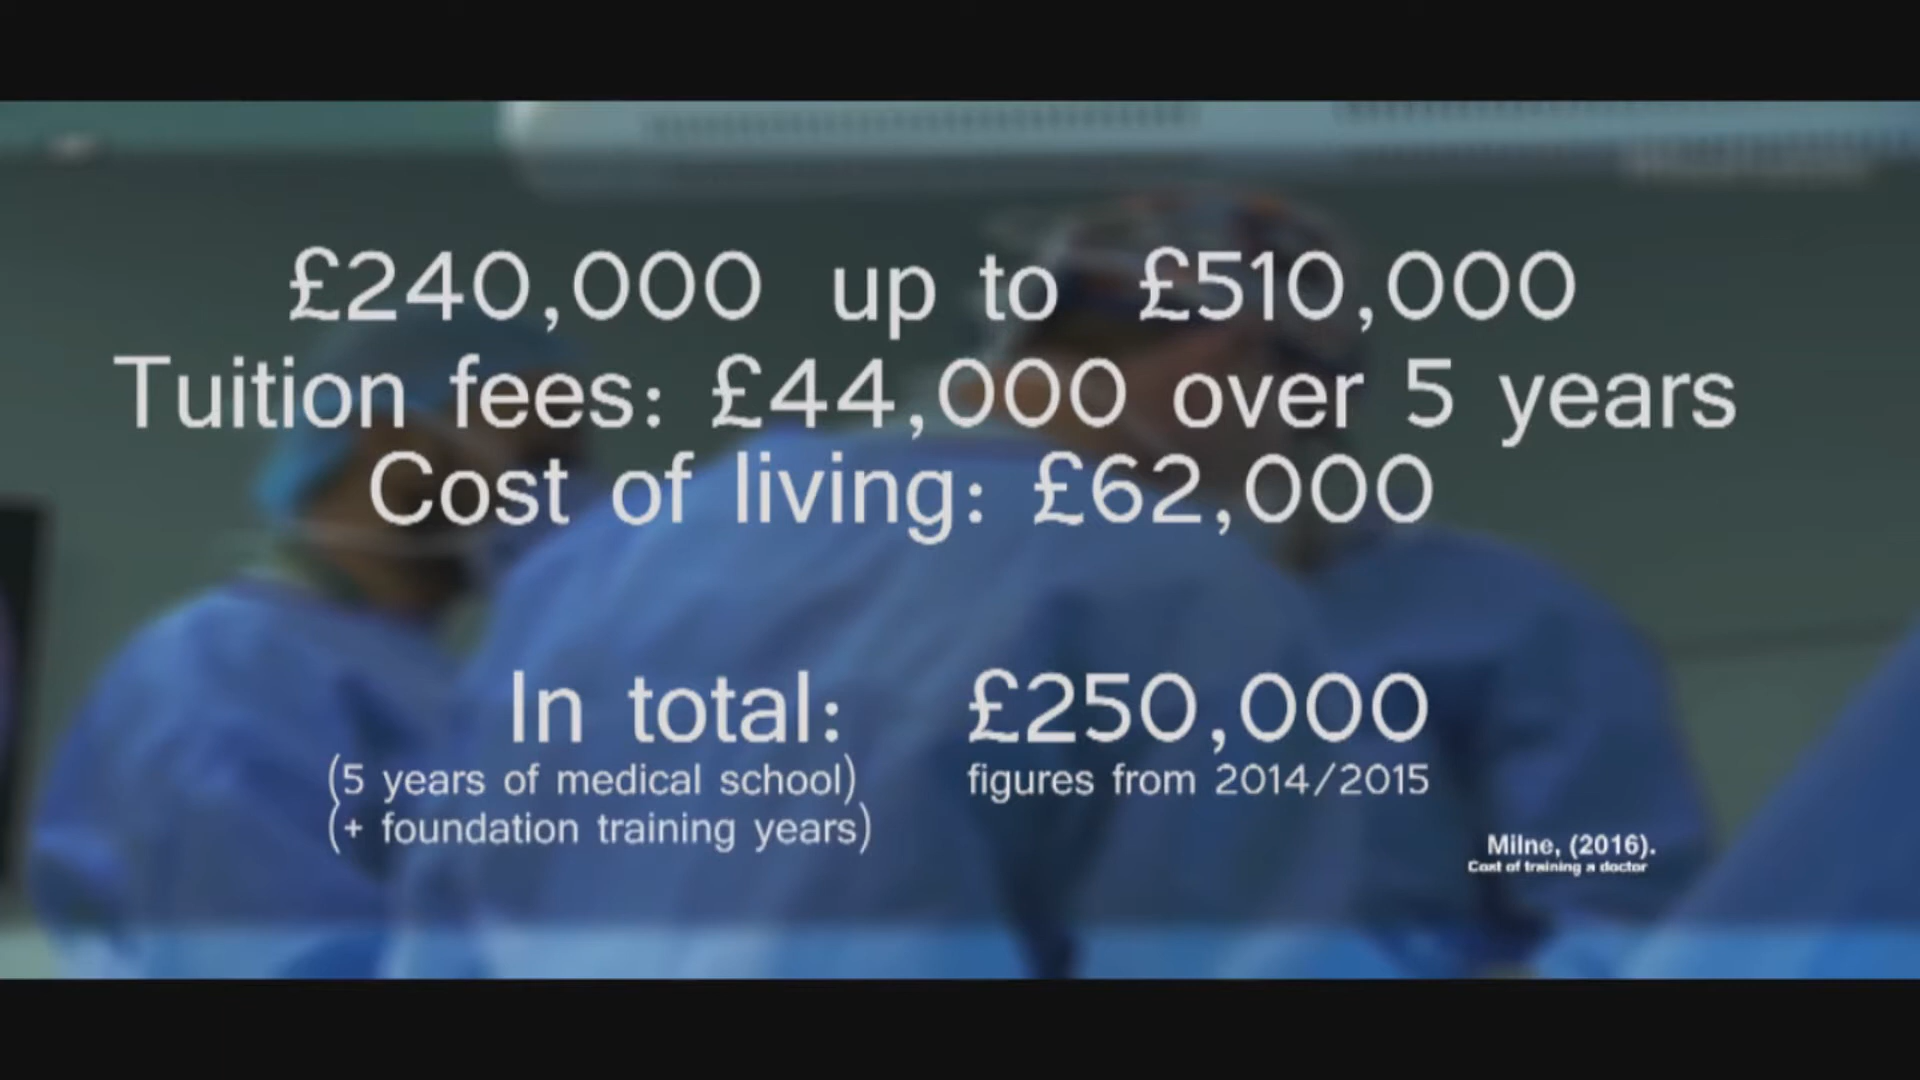 £240,000 up to £510,000
Tuition fees: £44,000 over 5 years
Cost of living: £62,000
In total: £250,000
(5 years of medical school) figures from 2014/2015
(+ foundation training years)
Milne, (2016).
Cost of training a doctor